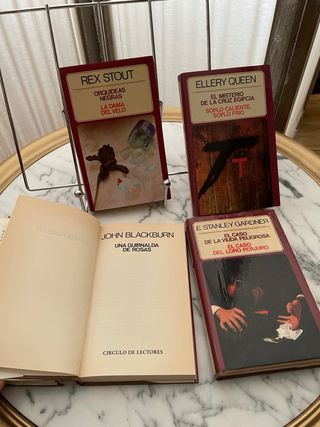 REX STOUT
ORQUIDEAS
NEGRAS
LA DAMA
DEL VELO
ELLERY QUEEN
EL MISTERIO
DE LA CRUZ EGIPCIA
SOPLO CALIENTE,
SOPLO FRIO
JOHN BLACKBURN
UNA GUIRNALDA
DE ROSAS
CIRCULO DE LECTORES
E. STANLEY GARDNER
EL CASO
DE LA VIUDA PELIGROSA
EL CASO
DEL LORO PERJURO